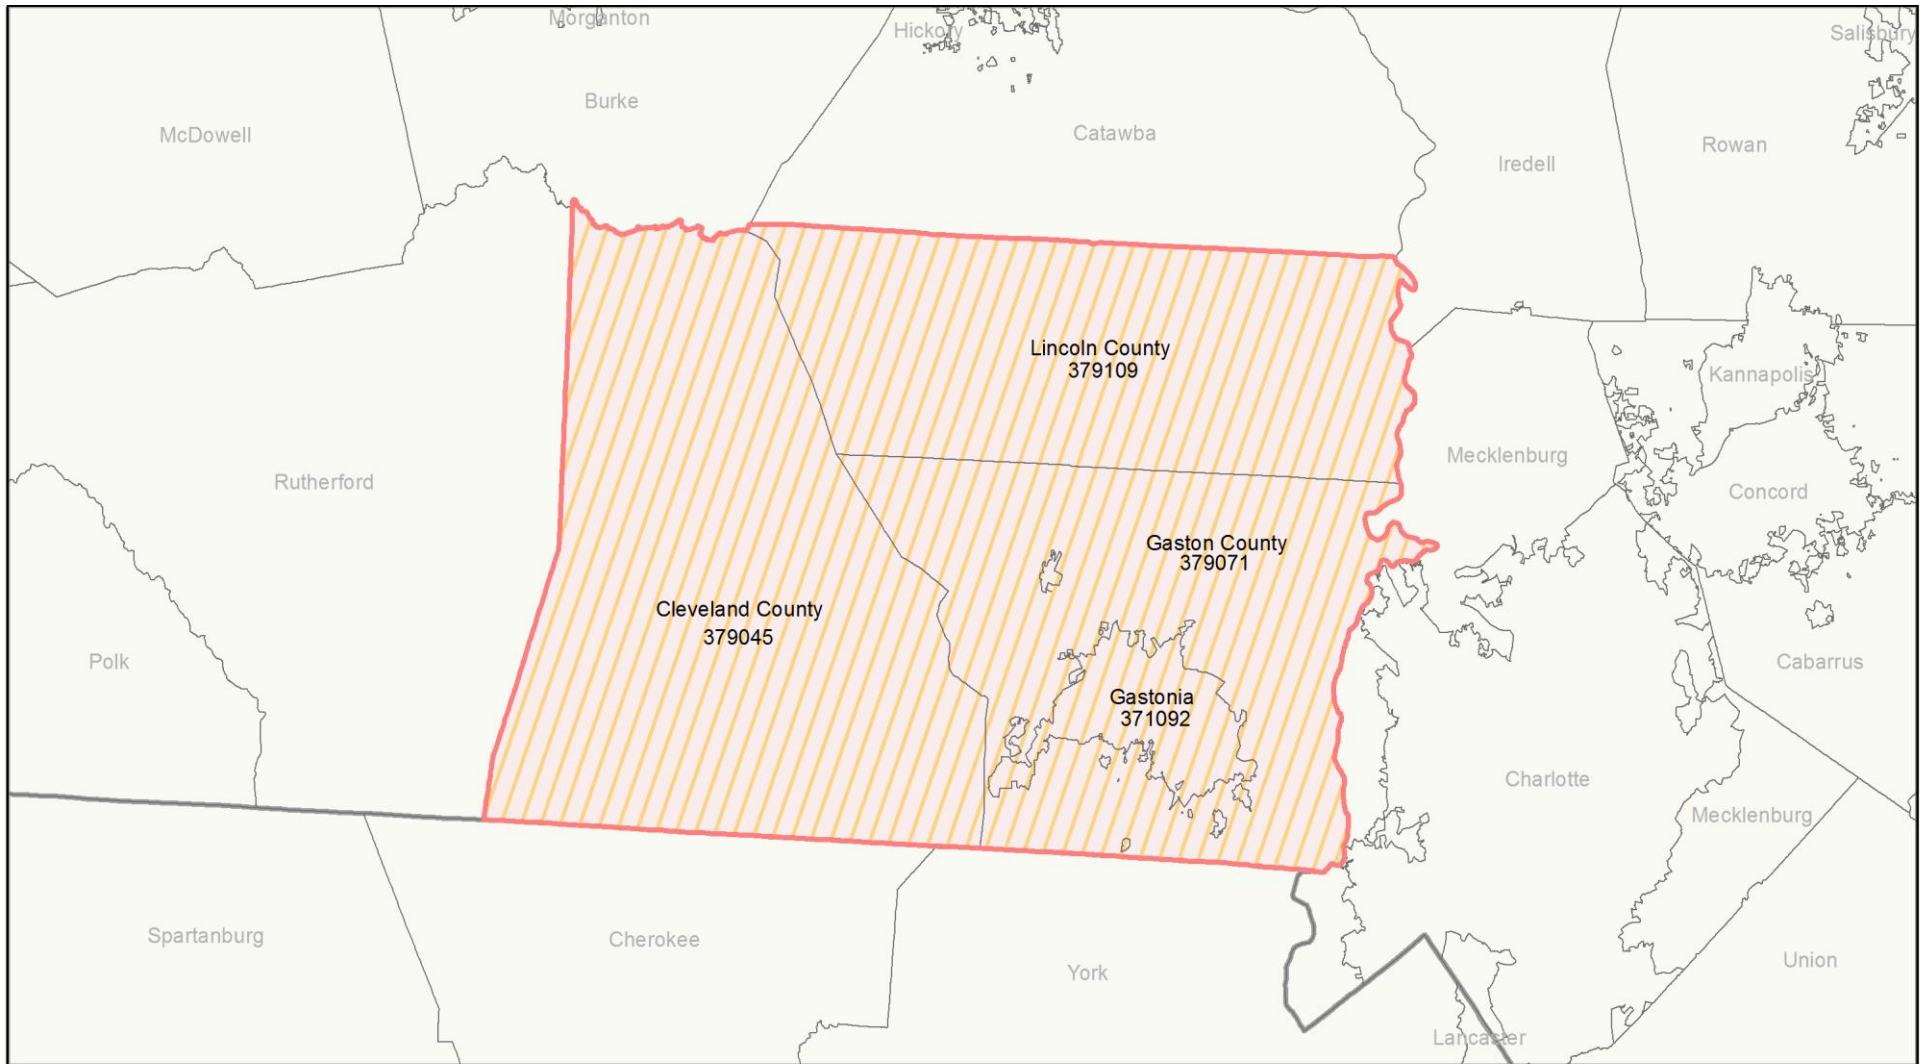 Morganton
Hickory
Salisbury
Burke
McDowell
Catawba
Rowan
Iredell
Lincoln County
379109
Kannapolis
Mecklenburg
Rutherford
Concord
Gaston County
379071
Cleveland County
379045
Polk
Cabarrus
Gastonia
371092
Charlotte
Mecklenburg
Spartanburg
Cherokee
York
Union
Lancaster